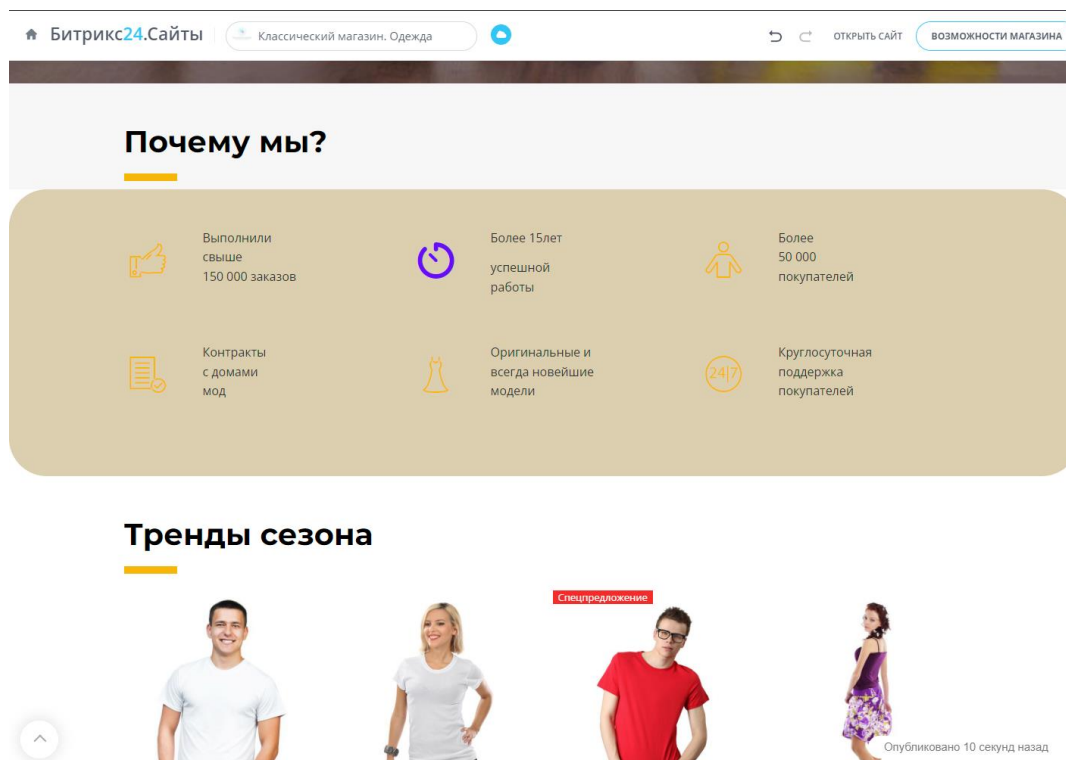 Битрикс24.Сайты
Классический магазин. Одежда
ОТКРЫТЬ САЙТ
ВОЗМОЖНОСТИ МАГАЗИНА
Почему мы?
Выполнили
свыше
150 000 заказов
Более 15лет
успешной
работы
Более
50 000
покупателей
Контракты
с домами
мод
Оригинальные и
всегда новейшие
модели
24|7
Круглосуточная
поддержка
покупателей
Тренды сезона
Спецпредложение
Опубликовано 10 секунд назад